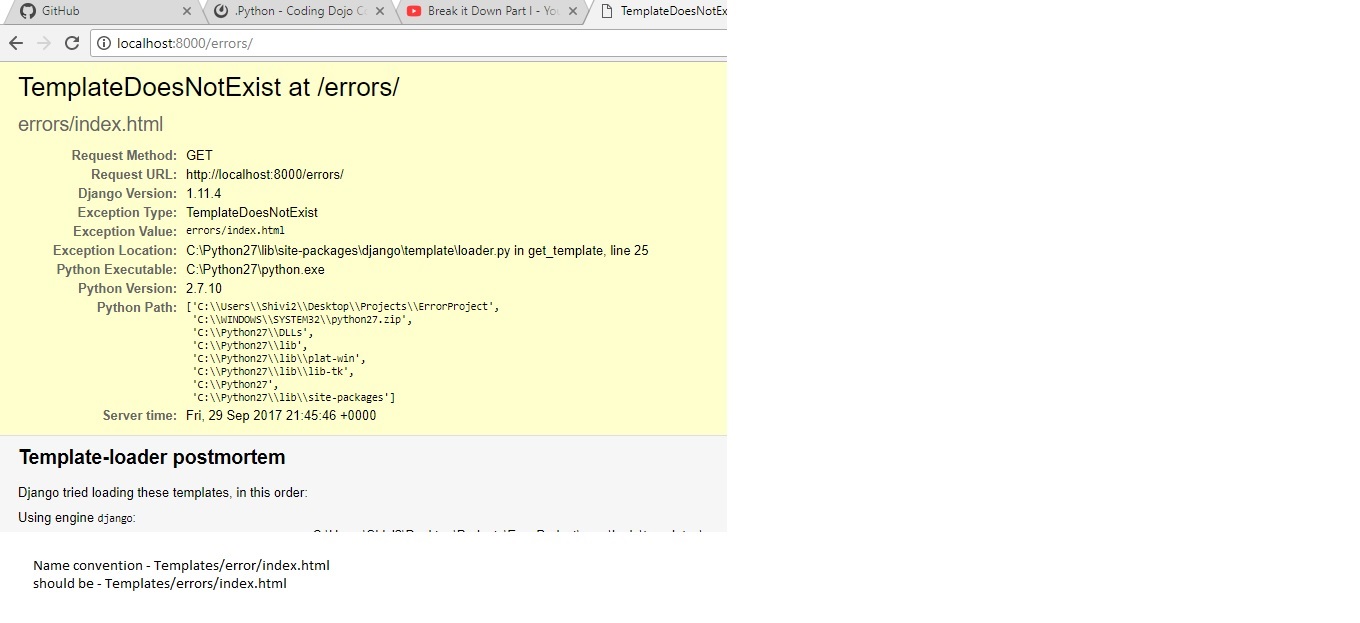 GitHub
.Python - Coding Dojo C
Break it Down Part I - Yo
TemplateDoesNotEx
localhost:8000/errors/
TemplateDoesNotExist at /errors/
errors/index.html
Request Method: GET
Request URL: http://localhost:8000/errors/
Django Version: 1.11.4
Exception Type: TemplateDoesNotExist
Exception Value: errors/index.html
Exception Location: C:\Python27\lib\site-packages\django\template\loader.py in get_template, line 25
Python Executable: C:\Python27\python.exe
Python Version: 2.7.10
Python Path: ['C:\\Users\\Shivi2\\Desktop\\Projects\\ErrorProject',
'C:\\WINDOWS\\SYSTEM32\\python27.zip',
'C:\\Python27\\DLLs',
'C:\\Python27\\lib',
'C:\\Python27\\lib\\plat-win',
'C:\\Python27\\lib\\lib-tk',
'C:\\Python27',
'C:\\Python27\\lib\\site-packages']
Server time: Fri, 29 Sep 2017 21:45:46 +0000
Template-loader postmortem
Django tried loading these templates, in this order:
Using engine django:
Name convention - Templates/error/index.html
should be - Templates/errors/index.html